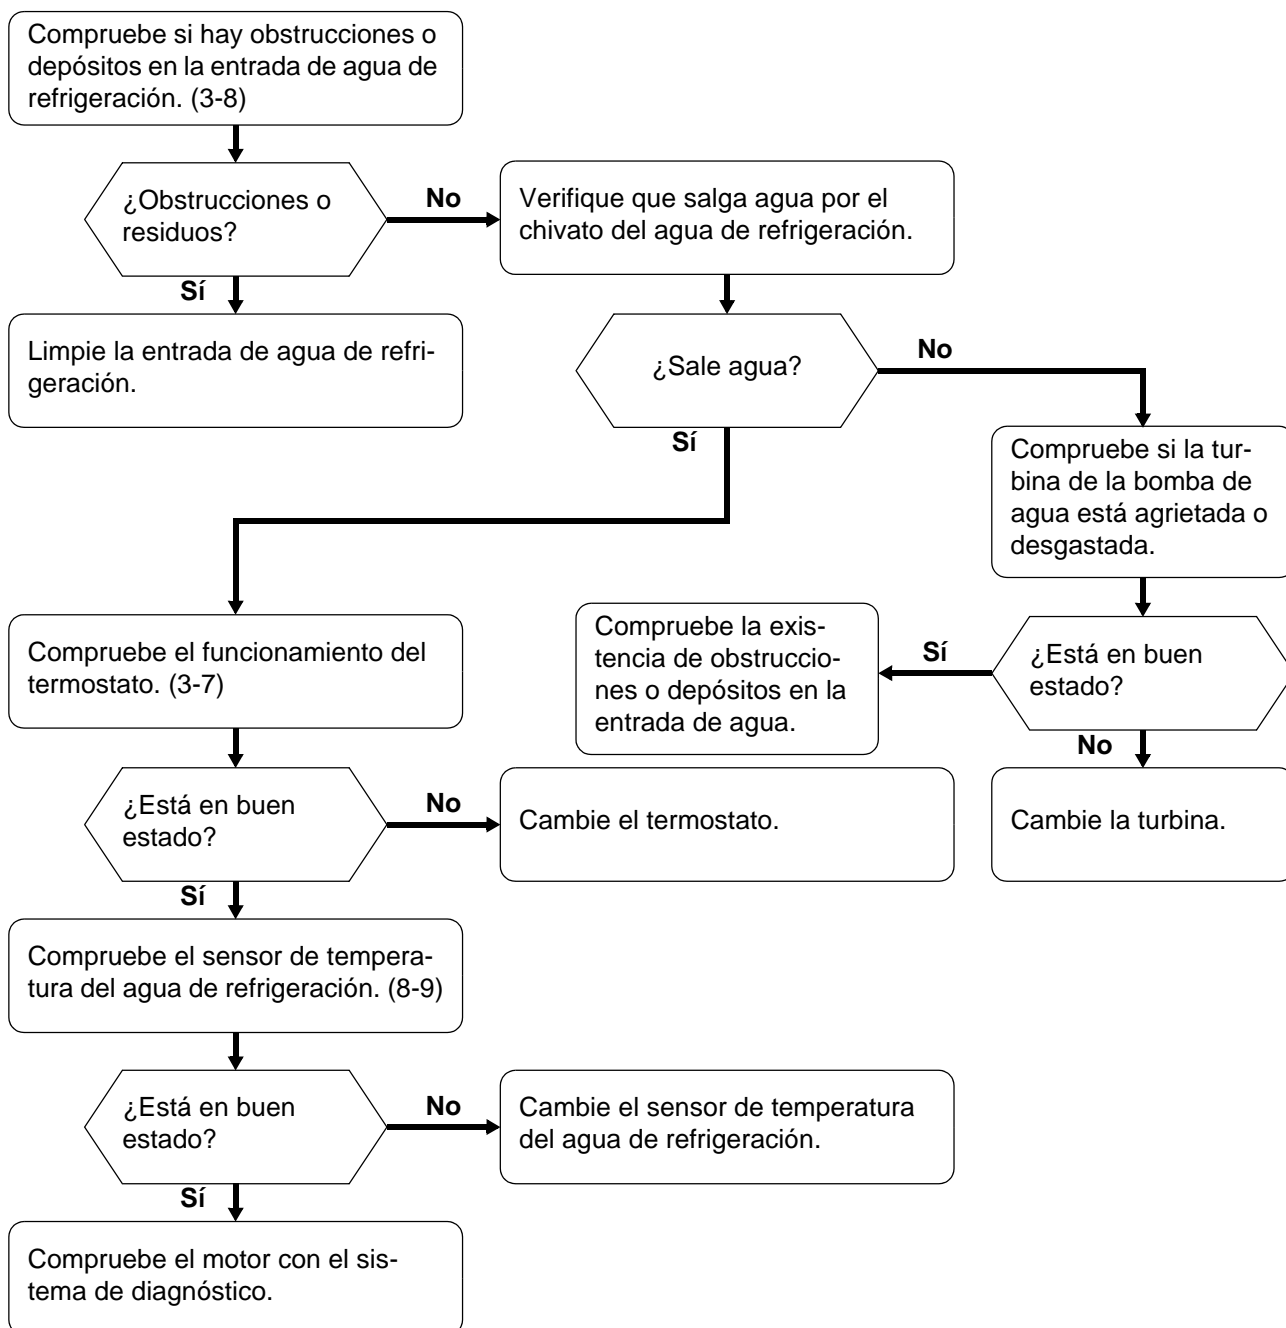 Compruebe si hay obstrucciones o
depósitos en la entrada de agua de
refrigeración. (3-8)
¿Obstrucciones o
residuos?
No
Verifique que salga agua por el
chivato del agua de refrigeración.
Sí
Limpie la entrada de agua de refri-
geración.
¿Sale agua?
No
Sí
Compruebe si la tur-
bina de la bomba de
agua está agrietada o
desgastada.
Compruebe el funcionamiento del
termostato. (3-7)
Compruebe la exis-
tencia de obstruccio-
nes o depósitos en la
entrada de agua.
Sí
¿Está en buen
estado?
No
¿Está en buen
estado?
No
Cambie el termostato.
Cambie la turbina.
Sí
Compruebe el sensor de tempera-
tura del agua de refrigeración. (8-9)
¿Está en buen
estado?
No
Cambie el sensor de temperatura
del agua de refrigeración.
Sí
Compruebe el motor con el sis-
tema de diagnóstico.